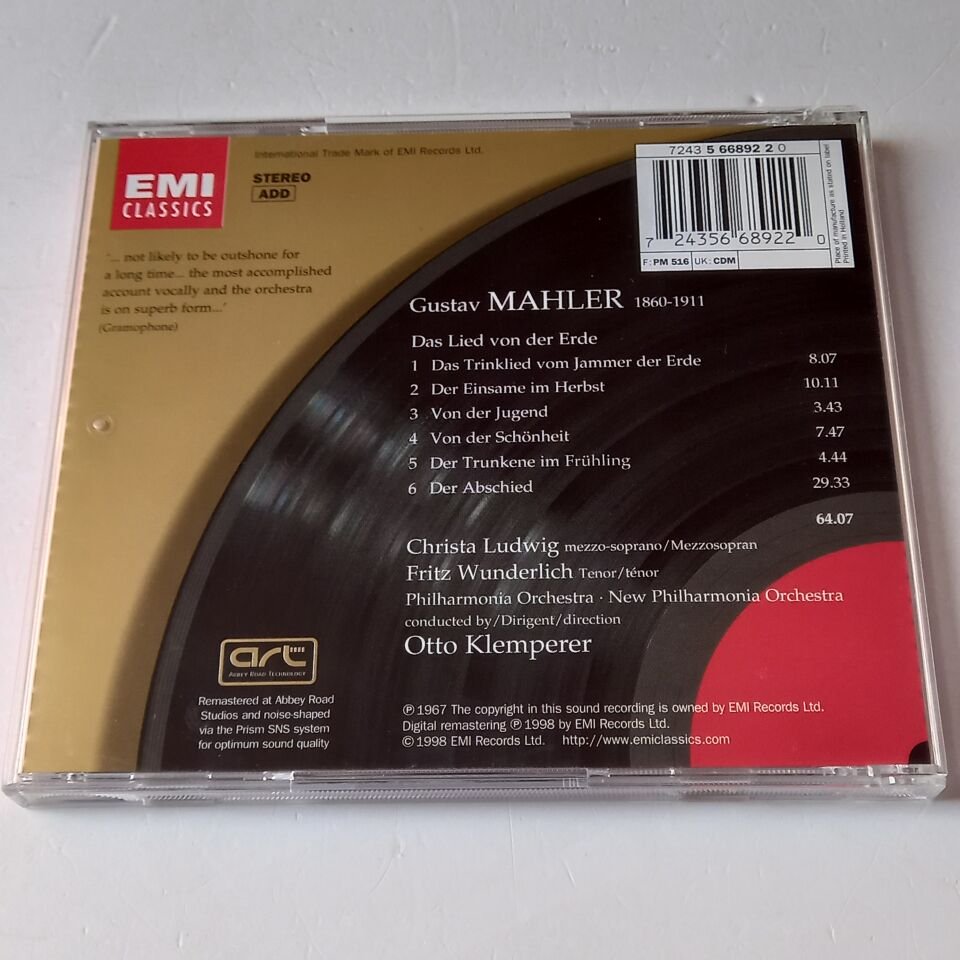 EMI
CLASSICS
International Trade Mark of EMI Records Ltd.
STEREO
ADD
'... not likely to be outshone for
a long time... the most accomplished
account vocally and the orchestra
is on superb form...'
(Gramophone)
7243 5 66892 2 0
7 24356 68922 0
F: PM 516 UK: CDM
Place of manufacture as stated on label
Printed in Holland
Gustav MAHLER 1860-1911
Das Lied von der Erde
1 Das Trinklied vom Jammer der Erde 8.07
2 Der Einsame im Herbst 10.11
3 Von der Jugend 3.43
4 Von der Schönheit 7.47
5 Der Trunkene im Frühling 4.44
6 Der Abschied 29.33
64.07
Christa Ludwig mezzo-soprano/Mezzosopran
Fritz Wunderlich Tenor/ténor
Philharmonia Orchestra · New Philharmonia Orchestra
conducted by/Dirigent/direction
Otto Klemperer
art
ABBEY ROAD TECHNOLOGY
Remastered at Abbey Road
Studios and noise-shaped
via the Prism SNS system
for optimum sound quality
℗ 1967 The copyright in this sound recording is owned by EMI Records Ltd.
Digital remastering ℗ 1998 by EMI Records Ltd.
© 1998 EMI Records Ltd. http://www.emiclassics.com